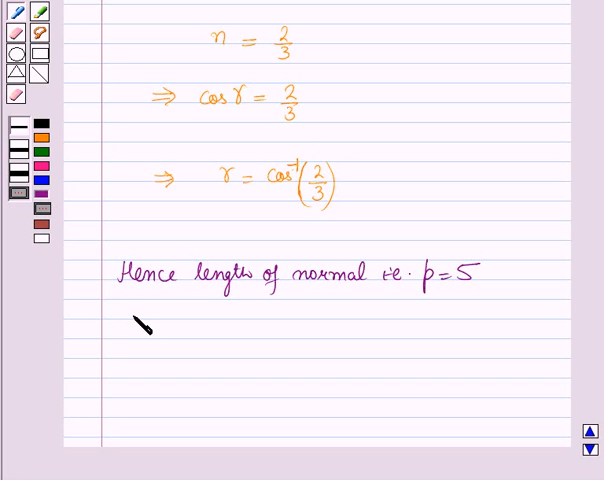 n = 2/3
⇒ cos γ = 2/3
⇒ γ = cos⁻¹(2/3)
Hence length of normal i.e. p = 5